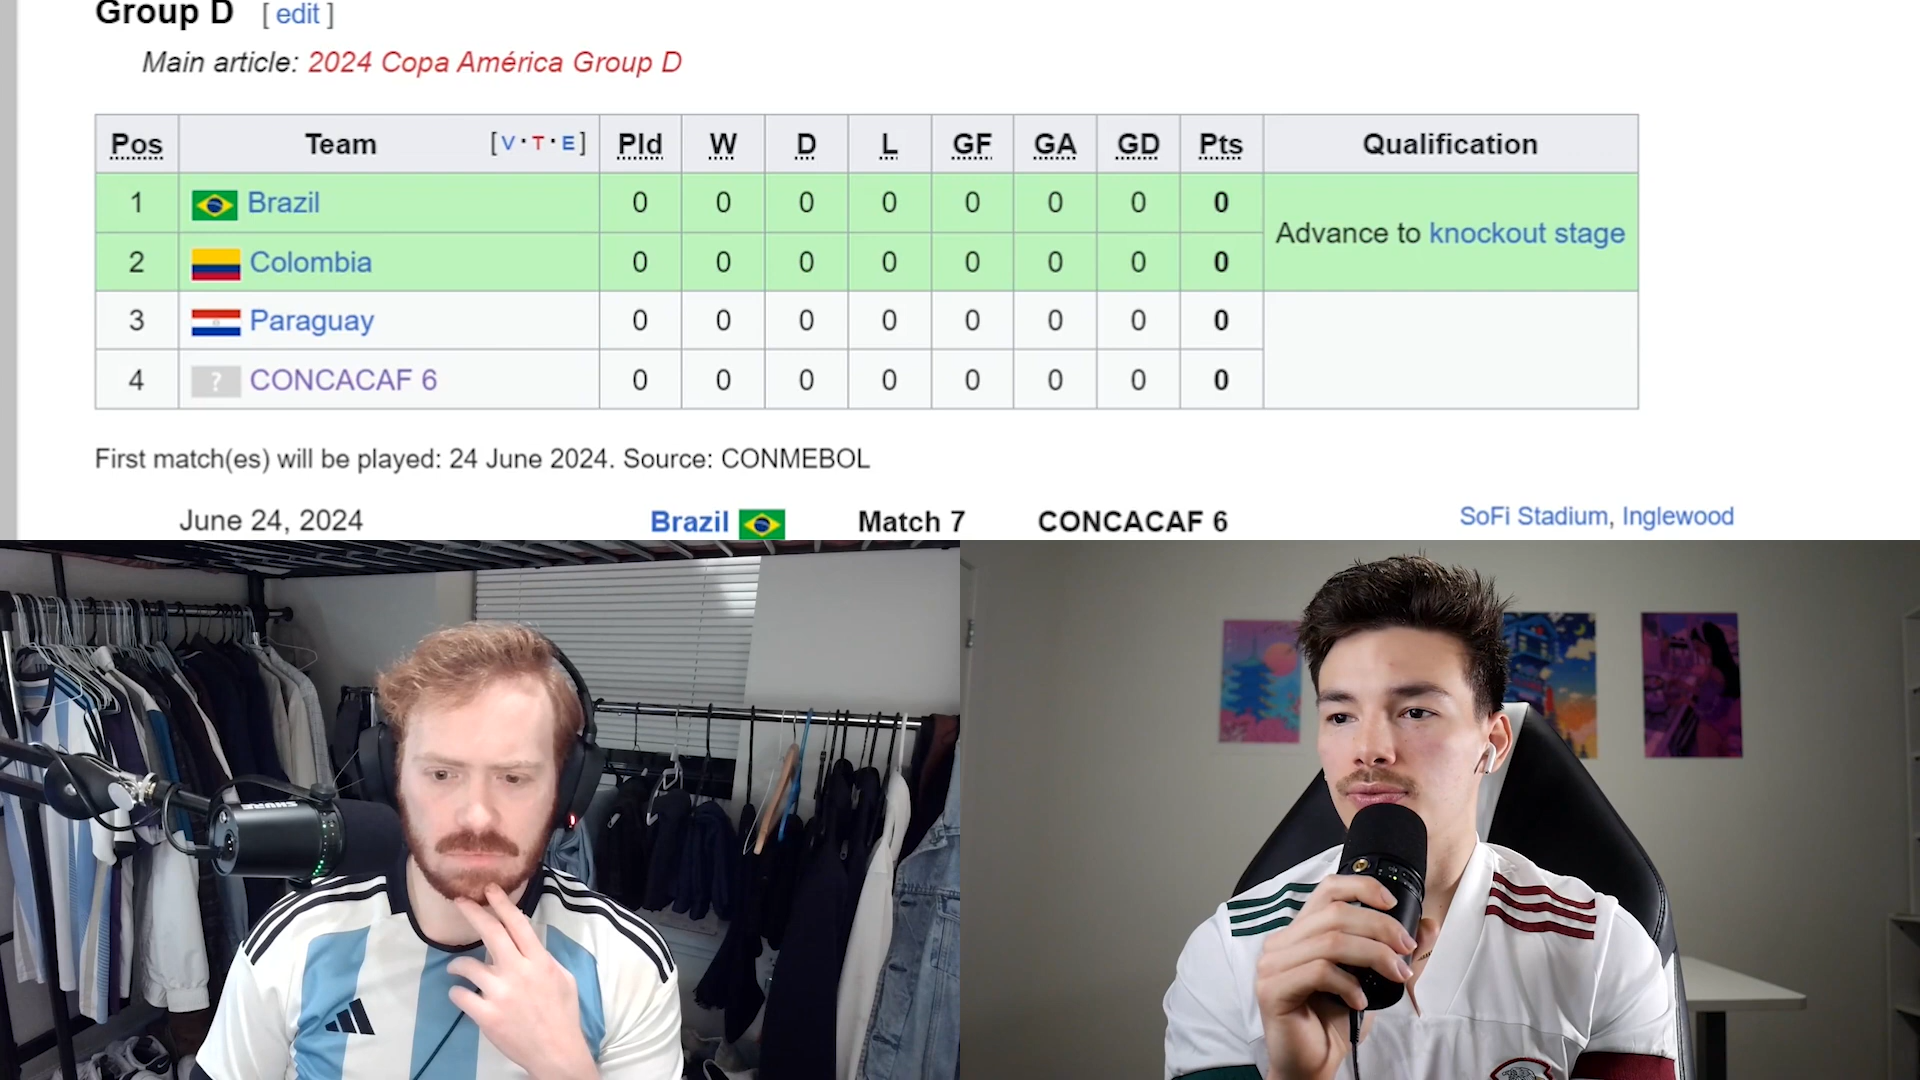 Group D [ edit ]
Main article: 2024 Copa América Group D
Pos Team [V·T·E] Pld W D L GF GA GD Pts Qualification
1 Brazil 0 0 0 0 0 0 0 0 Advance to knockout stage
2 Colombia 0 0 0 0 0 0 0 0
3 Paraguay 0 0 0 0 0 0 0 0
4 ? CONCACAF 6 0 0 0 0 0 0 0 0
First match(es) will be played: 24 June 2024. Source: CONMEBOL
June 24, 2024 Brazil Match 7 CONCACAF 6 SoFi Stadium, Inglewood
SHURE